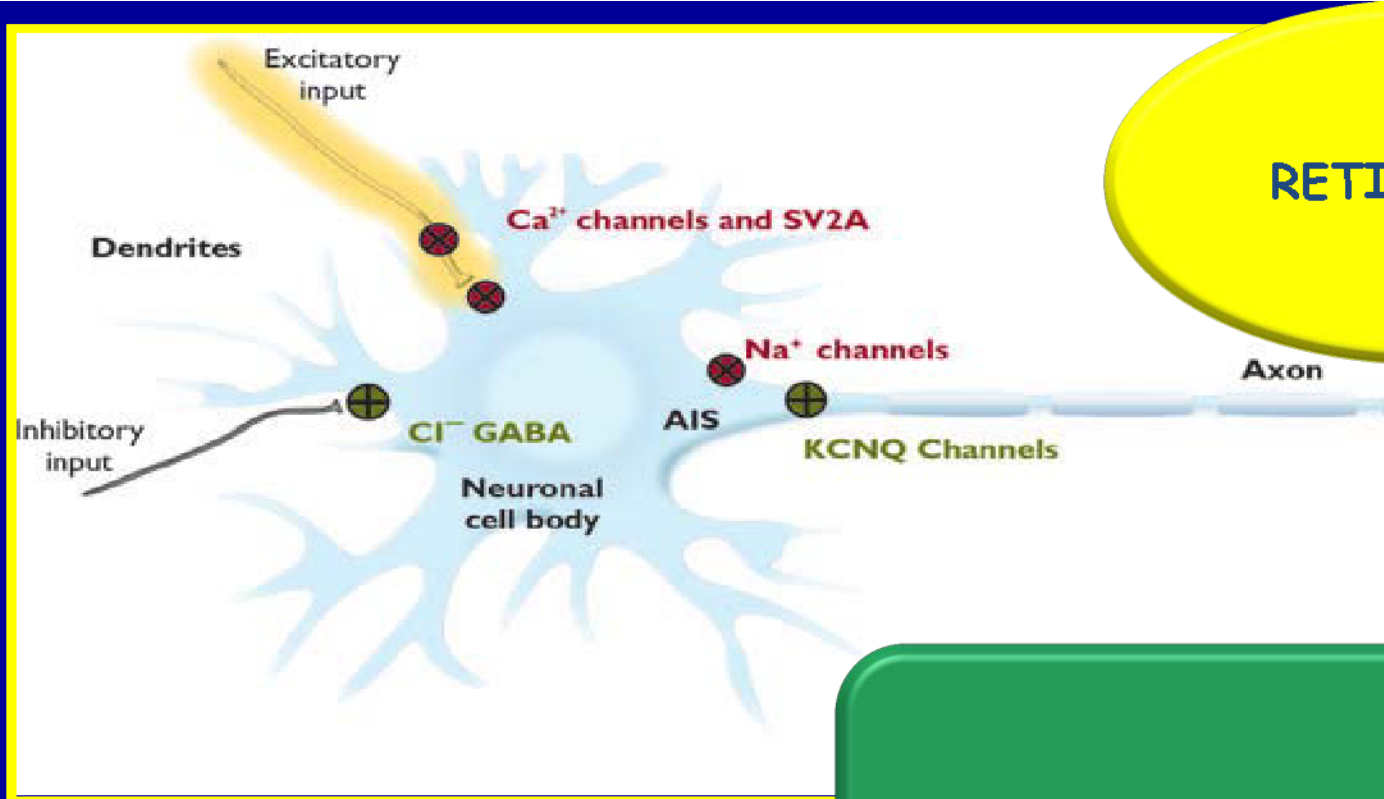 Excitatory
input
RETI
Ca²⁺ channels and SV2A
Dendrites
Na⁺ channels
Axon
AIS
Inhibitory
input
Cl⁻ GABA
KCNQ Channels
Neuronal
cell body